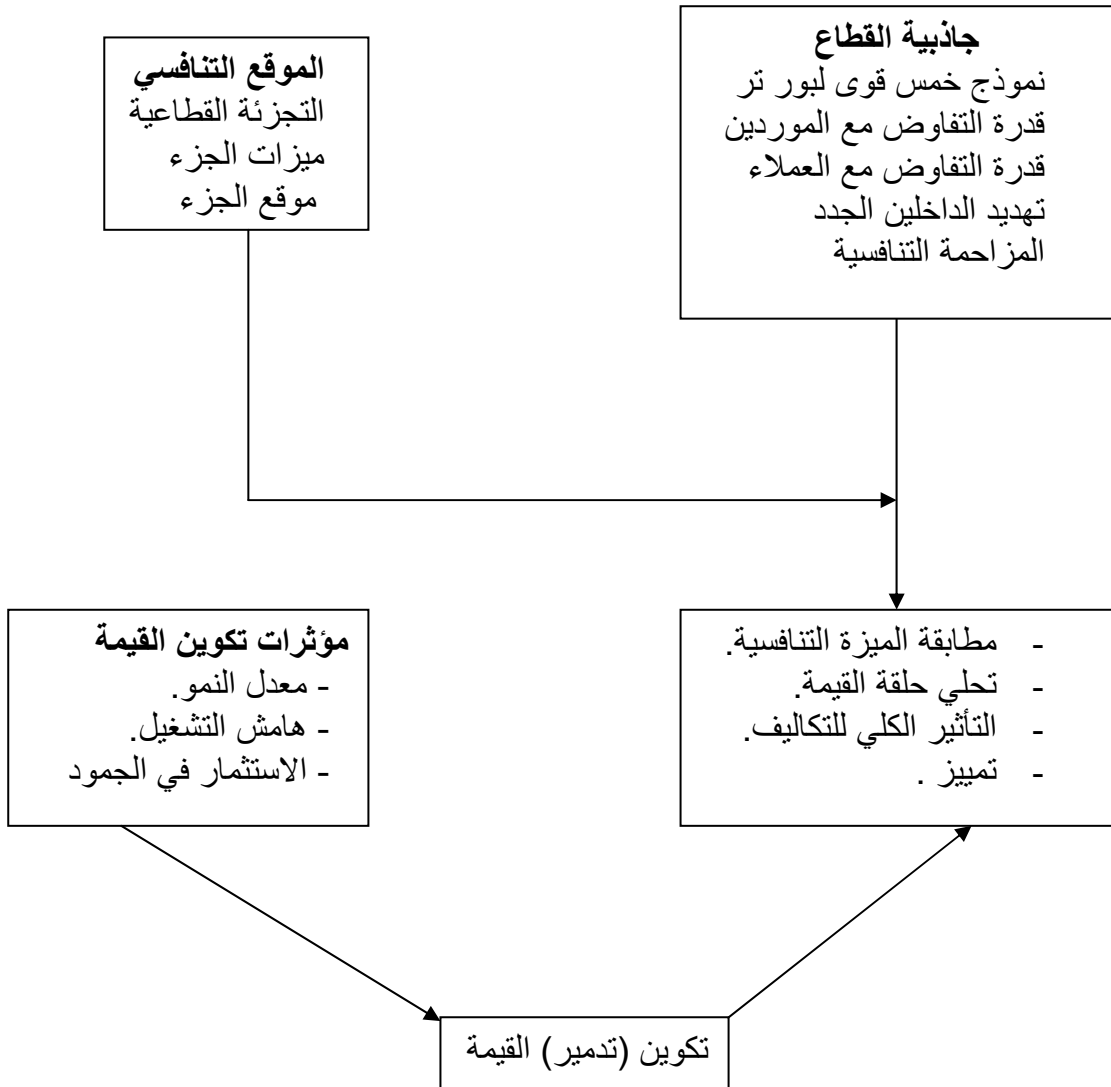 جاذبية القطاع
نموذج خمس قوى لبور تر
قدرة التفاوض مع الموردين
قدرة التفاوض مع العملاء
تهديد الداخلين الجدد
المزاحمة التنافسية
الموقع التنافسي
التجزئة القطاعية
ميزات الجزء
موقع الجزء
- مطابقة الميزة التنافسية.
- تحلي حلقة القيمة.
- التأثير الكلي للتكاليف.
- تمييز .
مؤثرات تكوين القيمة
- معدل النمو.
- هامش التشغيل.
- الاستثمار في الجمود
تكوين (تدمير) القيمة